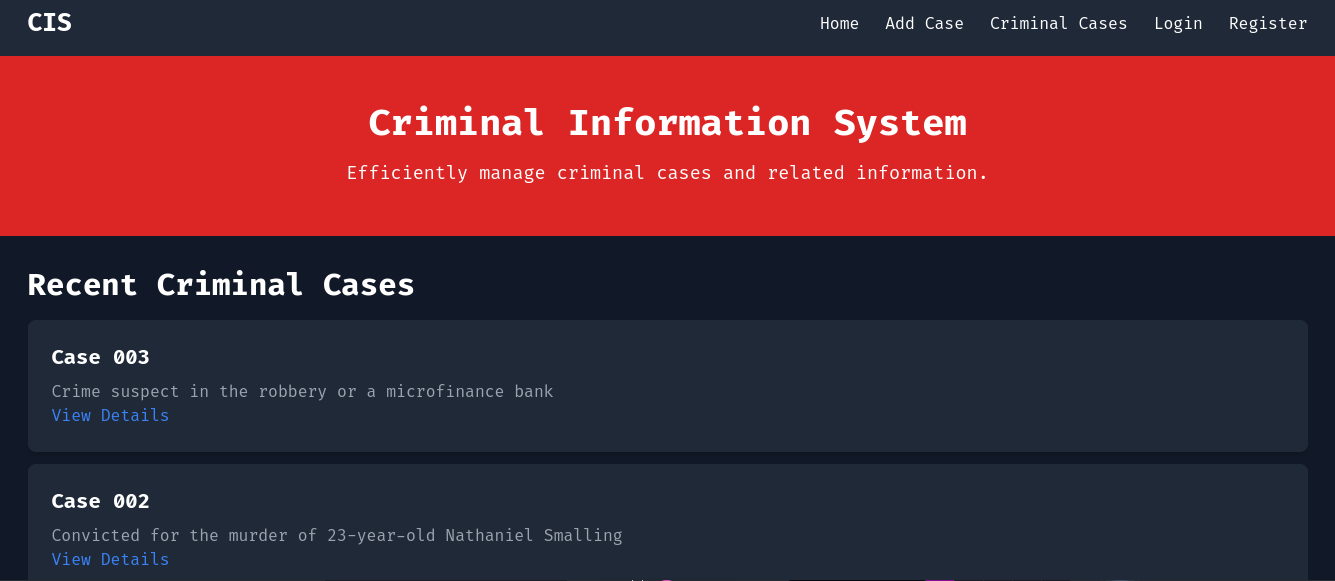 CIS
Home Add Case Criminal Cases Login Register
Criminal Information System
Efficiently manage criminal cases and related information.
Recent Criminal Cases
Case 003
Crime suspect in the robbery or a microfinance bank
View Details
Case 002
Convicted for the murder of 23-year-old Nathaniel Smalling
View Details